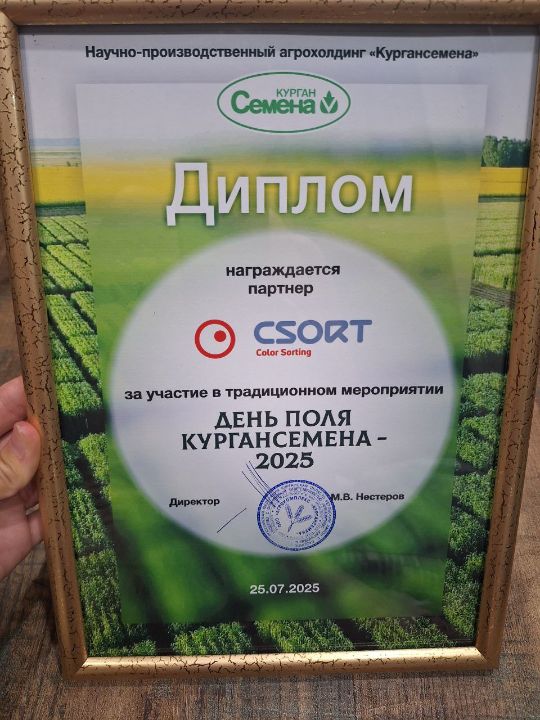 Научно-производственный агрохолдинг «Кургансемена»
КУРГАН
Семена
Диплом
награждается
партнер
CSORT
Color Sorting
за участие в традиционном мероприятии
ДЕНЬ ПОЛЯ
КУРГАНСЕМЕНА –
2025
Директор М.В. Нестеров
25.07.2025